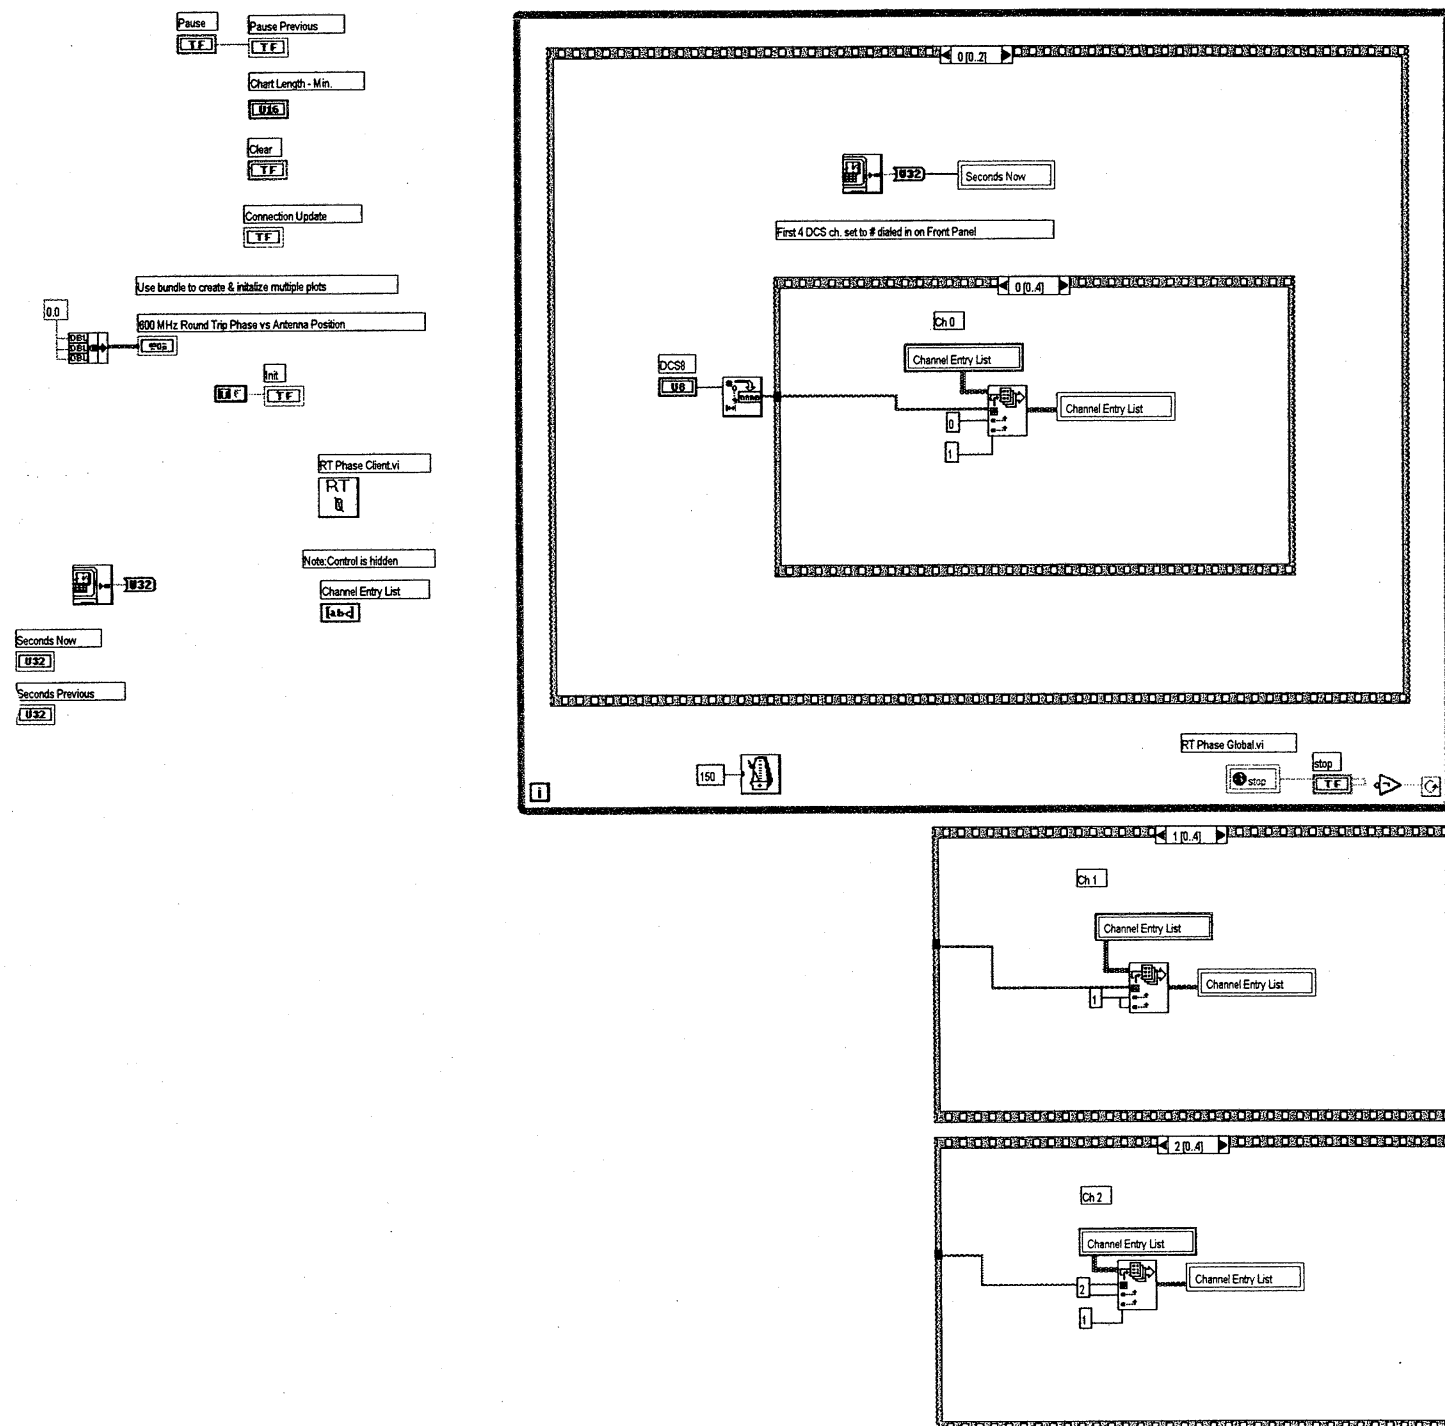 Pause
Pause Previous
TF
TF
Chart Length - Min.
U16
Clear
TF
Connection Update
TF
Use bundle to create & initalize multiple plots
0.0
600 MHz Round Trip Phase vs Antenna Position
DBL
DBL
DBL
Init
TF
RT Phase Client.vi
RT
Note:Control is hidden
Channel Entry List
[abc]
U32
Seconds Now
U32
Seconds Previous
U32
0 [0..2]
U32
Seconds Now
First 4 DCS ch. set to # dialed in on Front Panel
0 [0..4]
Ch 0
Channel Entry List
DCS8
U8
Channel Entry List
0
1
RT Phase Global.vi
stop
150
stop
TF
i
1 [0..4]
Ch 1
Channel Entry List
Channel Entry List
1
2 [0..4]
Ch 2
Channel Entry List
Channel Entry List
2
1